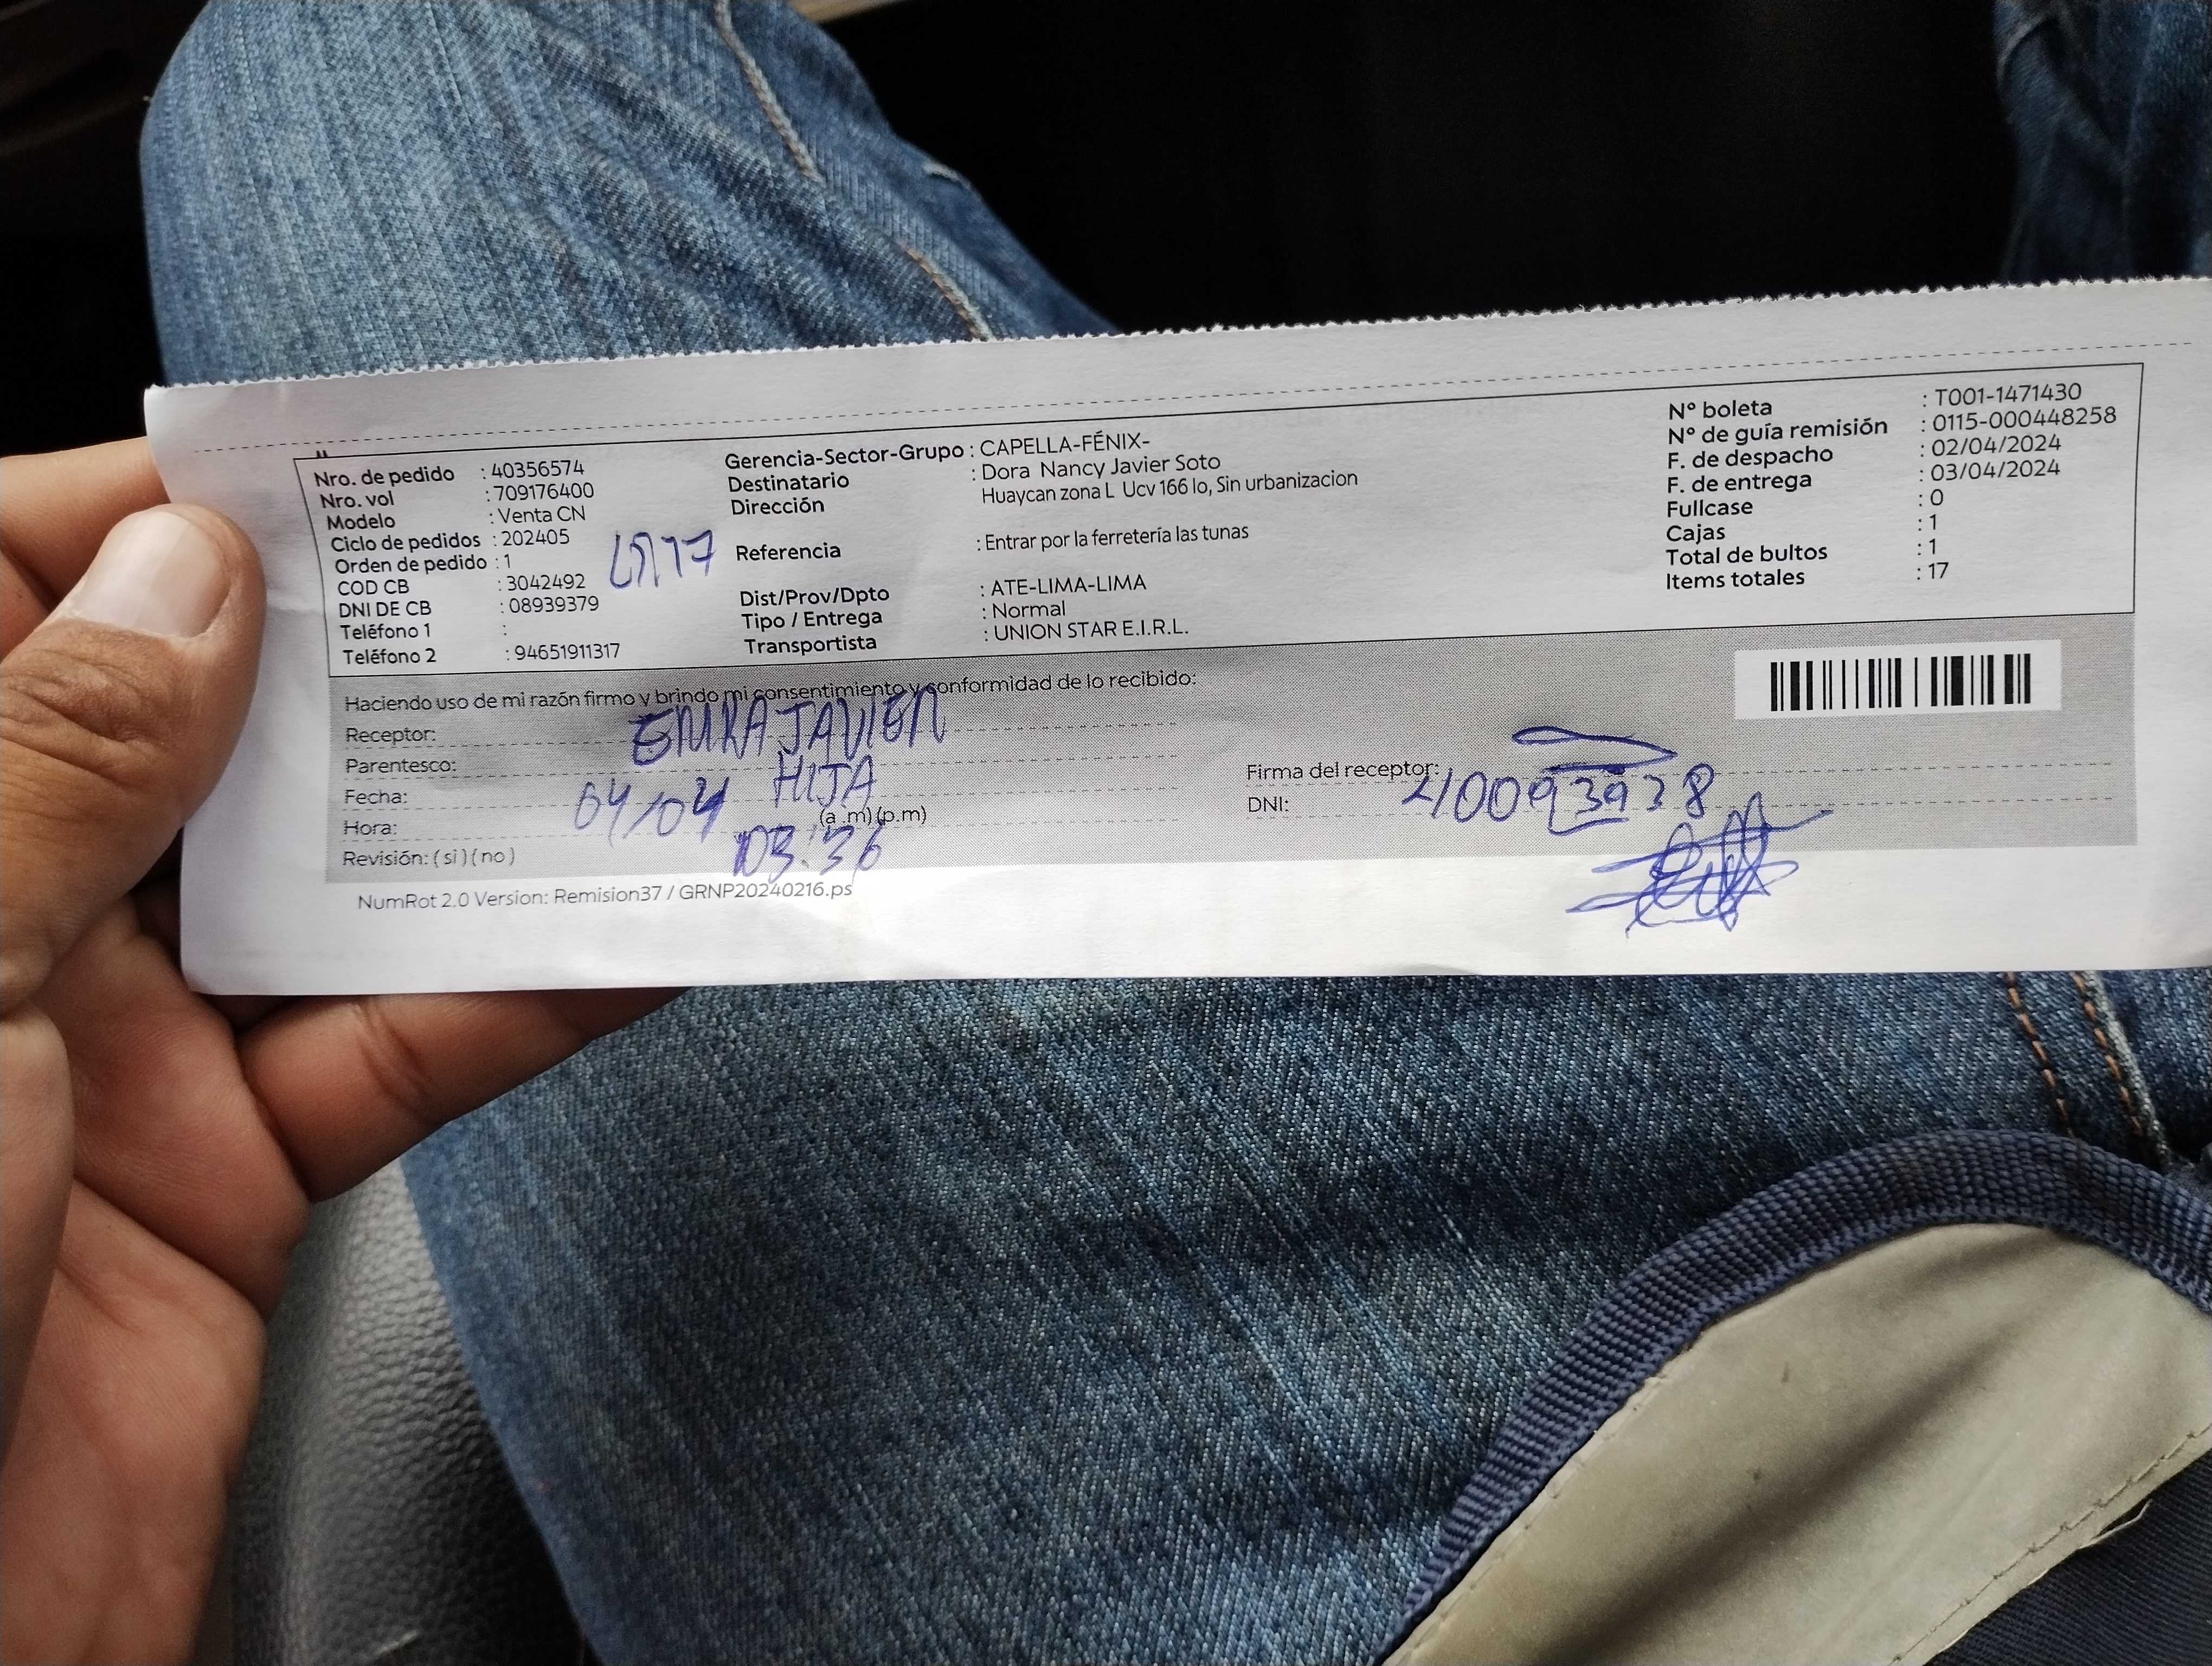 Nro. de pedido : 40356574
Nro. vol : 709176400
Modelo : Venta CN
Ciclo de pedidos : 202405
Orden de pedido : 1
COD CB : 3042492
DNI DE CB : 08939379
Teléfono 1 :
Teléfono 2 : 94651911317
Gerencia-Sector-Grupo : CAPELLA-FÉNIX-
Destinatario : Dora Nancy Javier Soto
Dirección Huaycan zona L Ucv 166 lo, Sin urbanizacion
Referencia : Entrar por la ferretería las tunas
Dist/Prov/Dpto : ATE-LIMA-LIMA
Tipo / Entrega : Normal
Transportista : UNION STAR E.I.R.L.
N° boleta : T001-1471430
N° de guía remisión : 0115-000448258
F. de despacho : 02/04/2024
F. de entrega : 03/04/2024
Fullcase : 0
Cajas : 1
Total de bultos : 1
Items totales : 17
Haciendo uso de mi razón firmo y brindo mi consentimiento y conformidad de lo recibido:
Receptor: JAVIER
Parentesco: HIJA
Fecha: 04/04
Hora: 03:36 (a .m)(p.m)
Revisión: ( si ) ( no )
Firma del receptor:
DNI:
NumRot 2.0 Version: Remision37 / GRNP20240216.ps